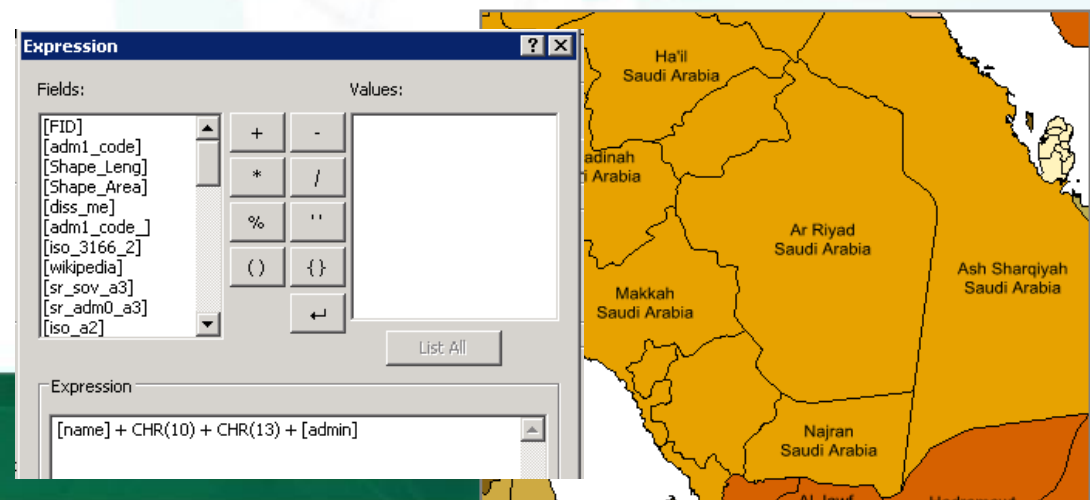 Expression
?
Fields:
Values:
[FID]
[adm1_code]
[Shape_Leng]
[Shape_Area]
[diss_me]
[adm1_code_]
[iso_3166_2]
[wikipedia]
[sr_sov_a3]
[sr_adm0_a3]
[iso_a2]
+
-
*
/
%
' '
( )
{ }
List All
Expression
[name] + CHR(10) + CHR(13) + [admin]
Ha'il
Saudi Arabia
adinah
i Arabia
Ar Riyad
Saudi Arabia
Ash Sharqiyah
Saudi Arabia
Makkah
Saudi Arabia
Najran
Saudi Arabia